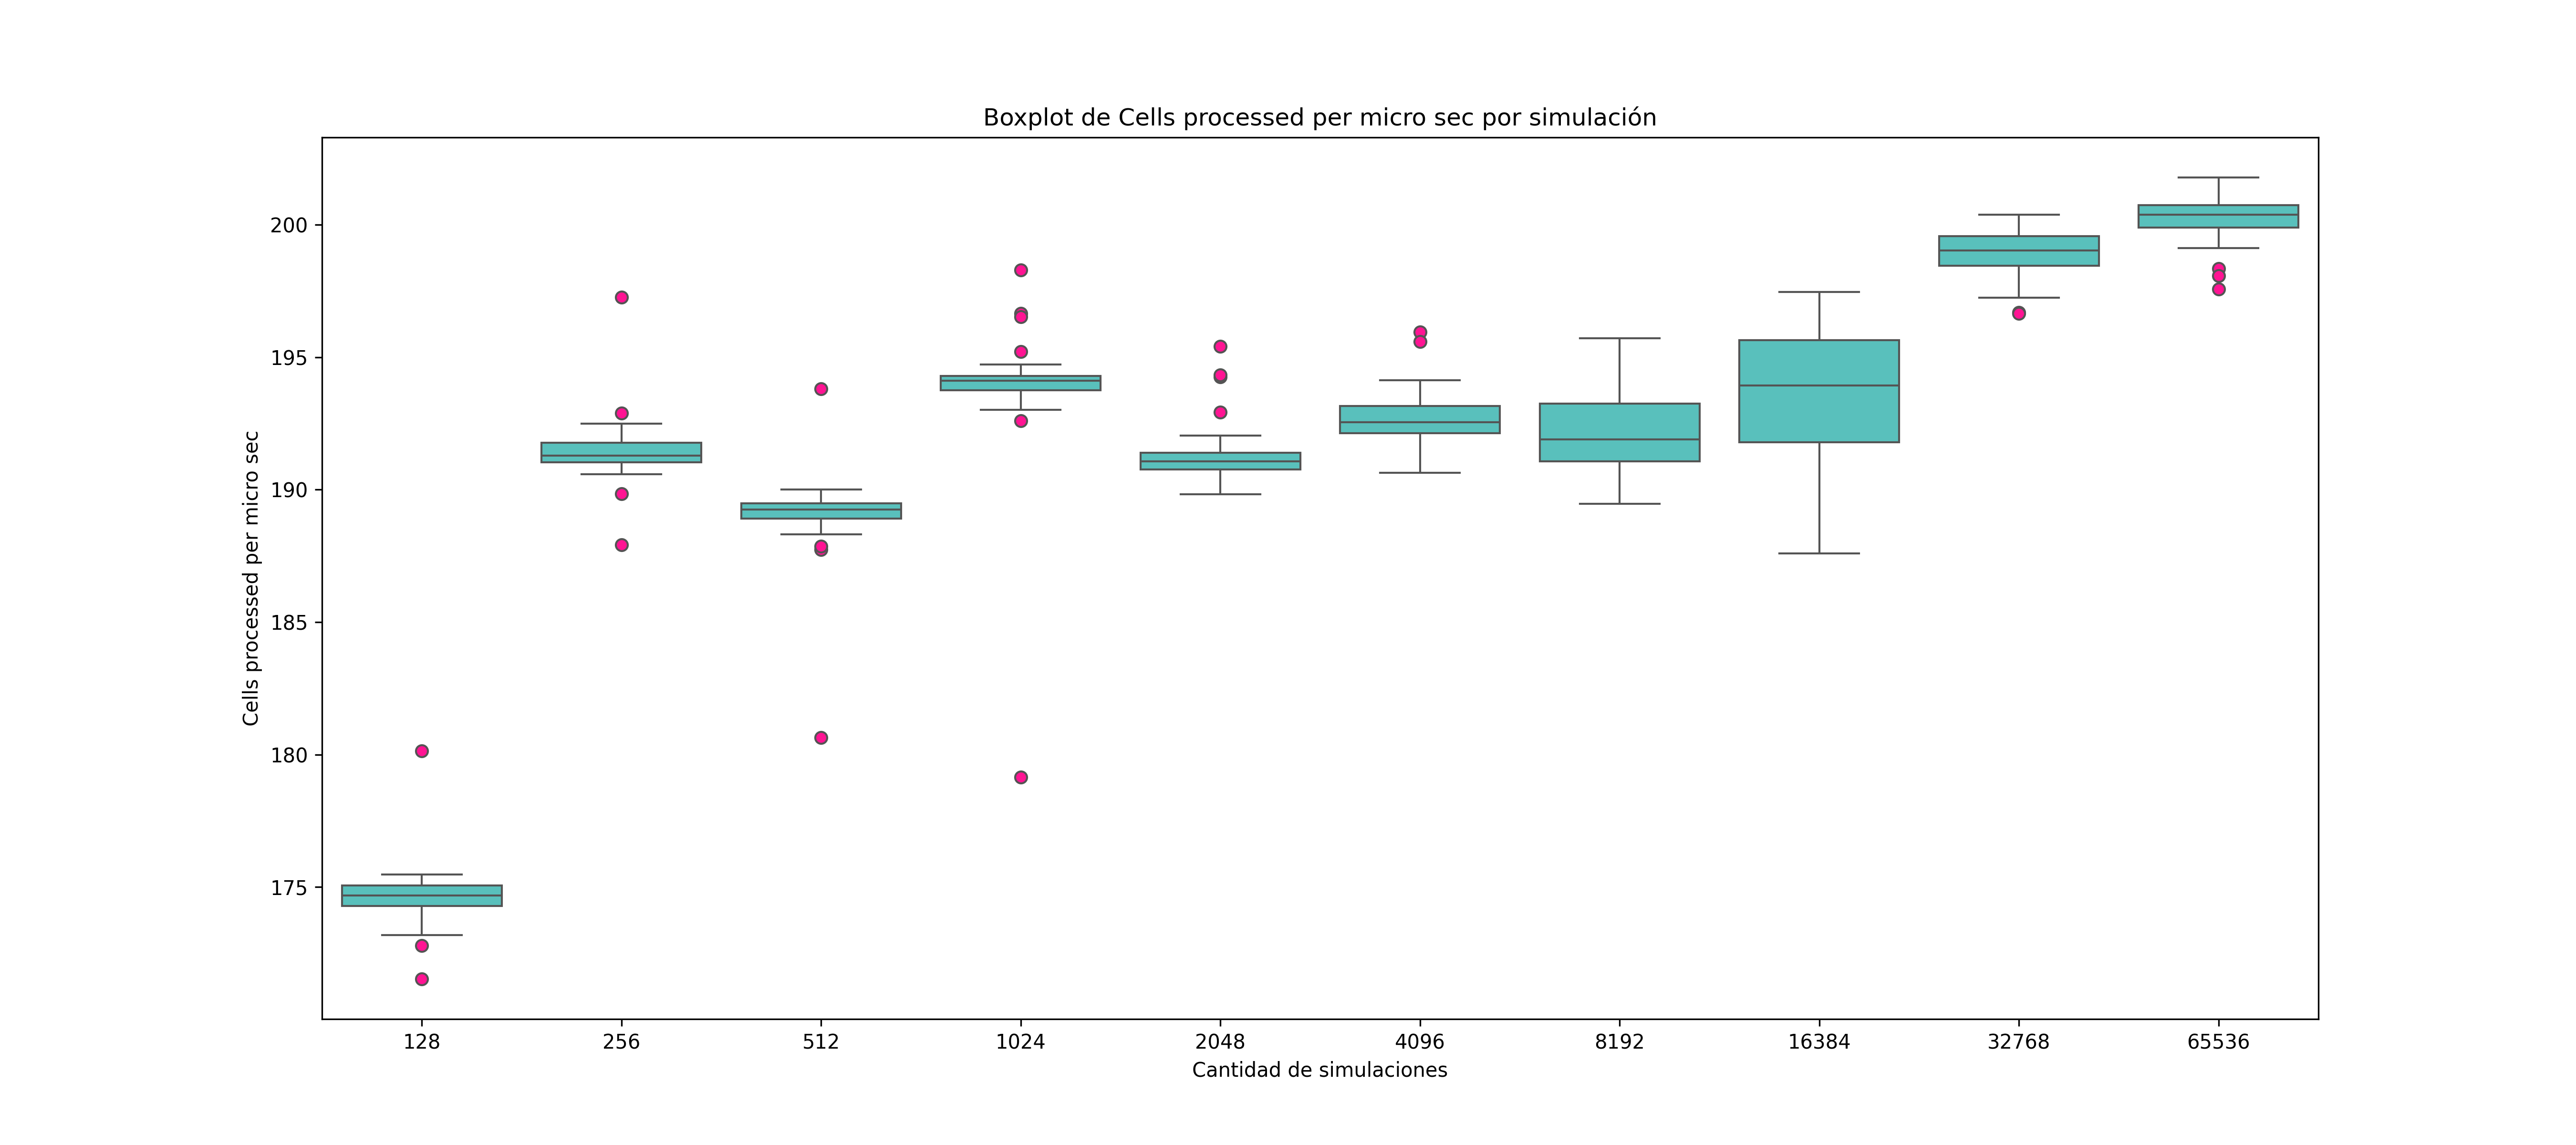 Boxplot de Cells processed per micro sec por simulación
Cells processed per micro sec
200
195
190
185
180
175
128 256 512 1024 2048 4096 8192 16384 32768 65536
Cantidad de simulaciones